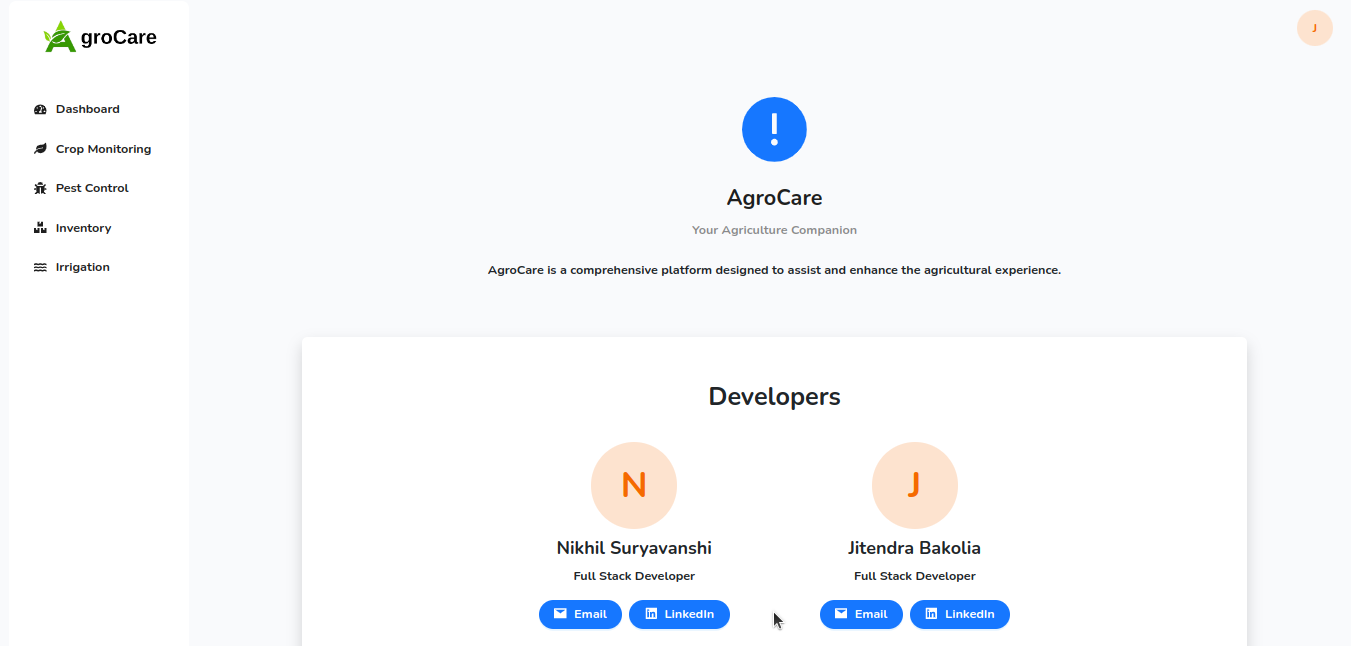 AgroCare
J
Dashboard
Crop Monitoring
Pest Control
Inventory
Irrigation
AgroCare
Your Agriculture Companion
AgroCare is a comprehensive platform designed to assist and enhance the agricultural experience.
Developers
N
J
Nikhil Suryavanshi
Jitendra Bakolia
Full Stack Developer
Full Stack Developer
Email
LinkedIn
Email
LinkedIn